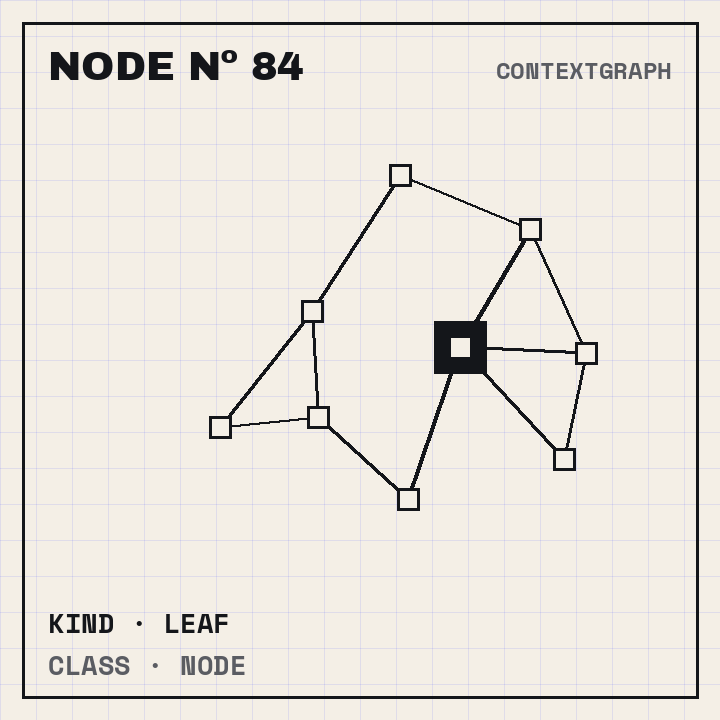 NODE Nº 84
CONTEXTGRAPH
KIND · LEAF
CLASS · NODE